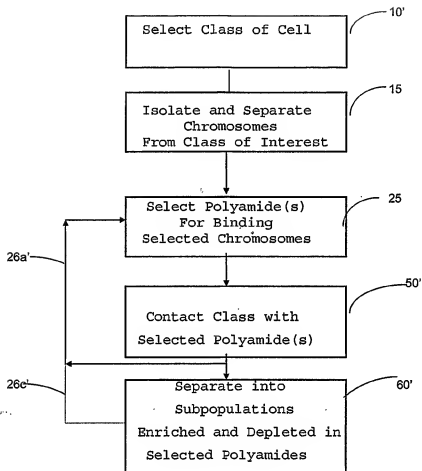 Select Class of Cell
10'
Isolate and Separate
Chromosomes
From Class of Interest
15
Select Polyamide(s)
For Binding
Selected Chromosomes
25
26a'
Contact Class with
Selected Polyamide(s)
50'
26c'
Separate into
Subpopulations
Enriched and Depleted in
Selected Polyamides
60'